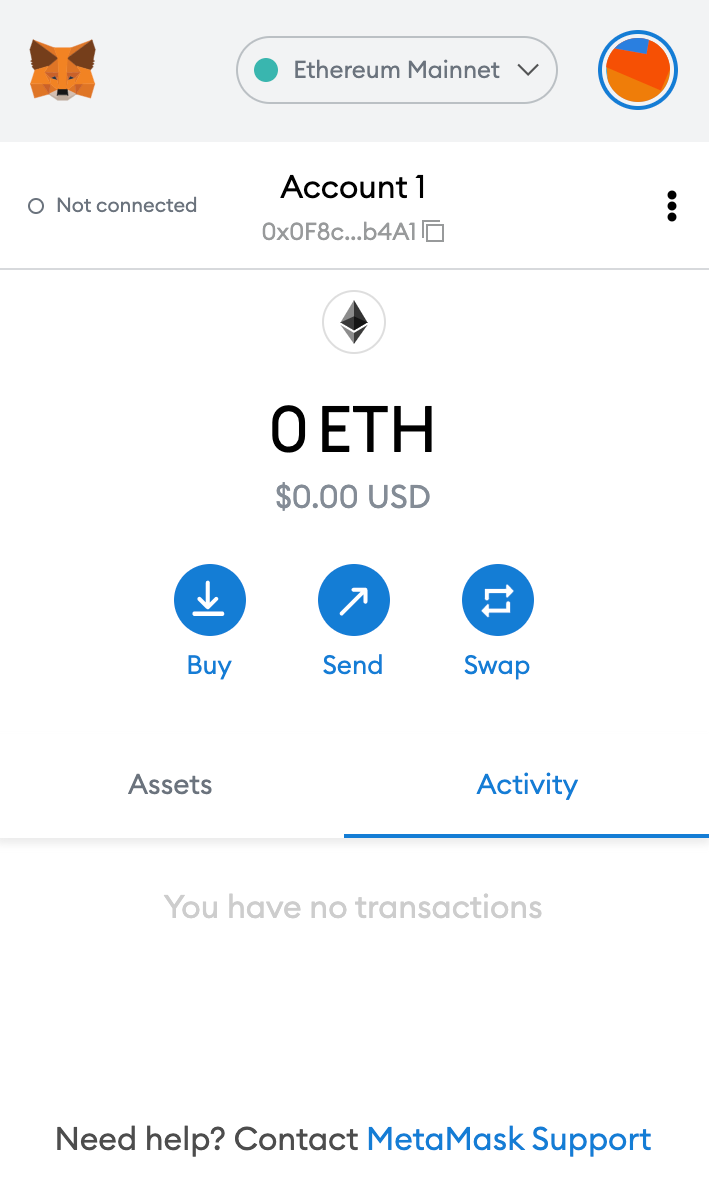 Ethereum Mainnet
Not connected
Account 1
0x0F8c...b4A1
0 ETH
$0.00 USD
Buy Send Swap
Assets Activity
You have no transactions
Need help? Contact MetaMask Support